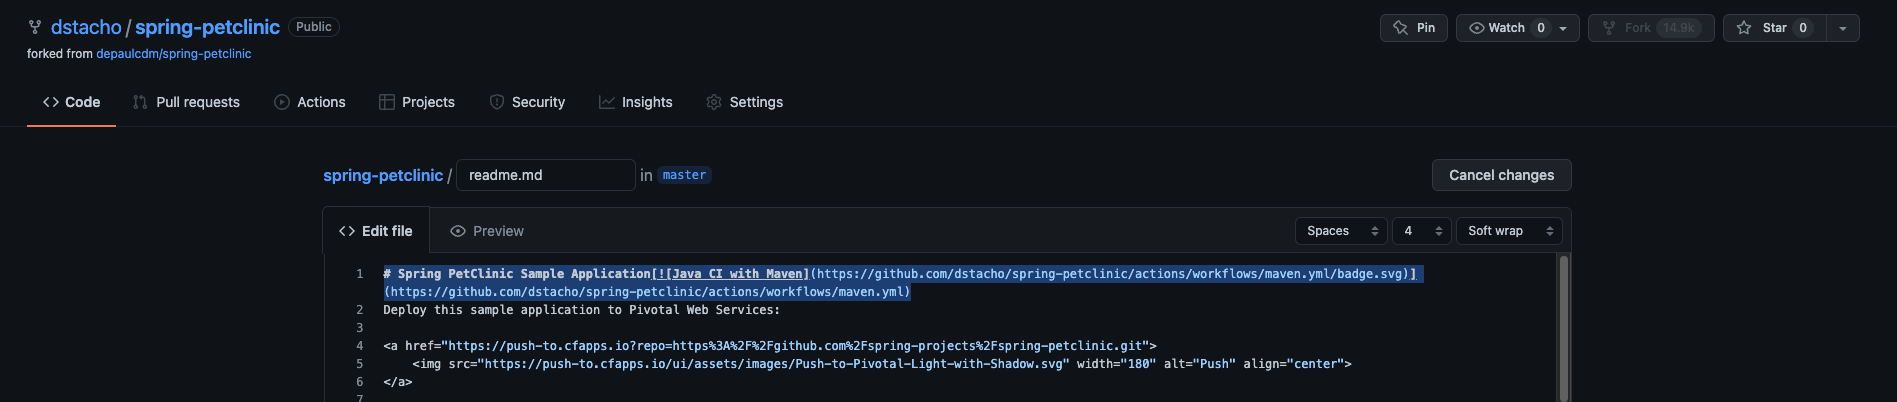 dstacho / spring-petclinic Public
Pin
Watch 0
Fork 14.9k
Star 0
forked from depaulcdm/spring-petclinic
Code
Pull requests
Actions
Projects
Security
Insights
Settings
spring-petclinic / readme.md in master
Cancel changes
Edit file
Preview
Spaces
4
Soft wrap
1 # Spring PetClinic Sample Application[![Java CI with Maven](https://github.com/dstacho/spring-petclinic/actions/workflows/maven.yml/badge.svg)]
(https://github.com/dstacho/spring-petclinic/actions/workflows/maven.yml)
2 Deploy this sample application to Pivotal Web Services:
3
4 <a href="https://push-to.cfapps.io?repo=https%3A%2F%2Fgithub.com%2Fspring-projects%2Fspring-petclinic.git">
5 <img src="https://push-to.cfapps.io/ui/assets/images/Push-to-Pivotal-Light-with-Shadow.svg" width="180" alt="Push" align="center">
6 </a>
7